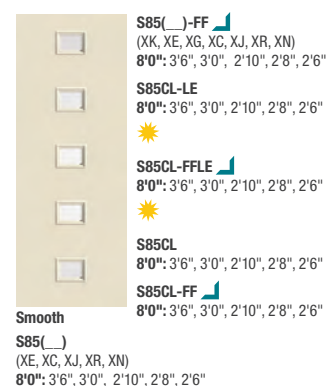 S85(__)-FF
(XK, XE, XG, XC, XJ, XR, XN)
8'0": 3'6", 3'0", 2'10", 2'8", 2'6"
S85CL-LE
8'0": 3'6", 3'0", 2'10", 2'8", 2'6"
S85CL-FFLE
8'0": 3'6", 3'0", 2'10", 2'8", 2'6"
S85CL
8'0": 3'6", 3'0", 2'10", 2'8", 2'6"
S85CL-FF
8'0": 3'6", 3'0", 2'10", 2'8", 2'6"
Smooth
S85(__)
(XE, XC, XJ, XR, XN)
8'0": 3'6", 3'0", 2'10", 2'8", 2'6"